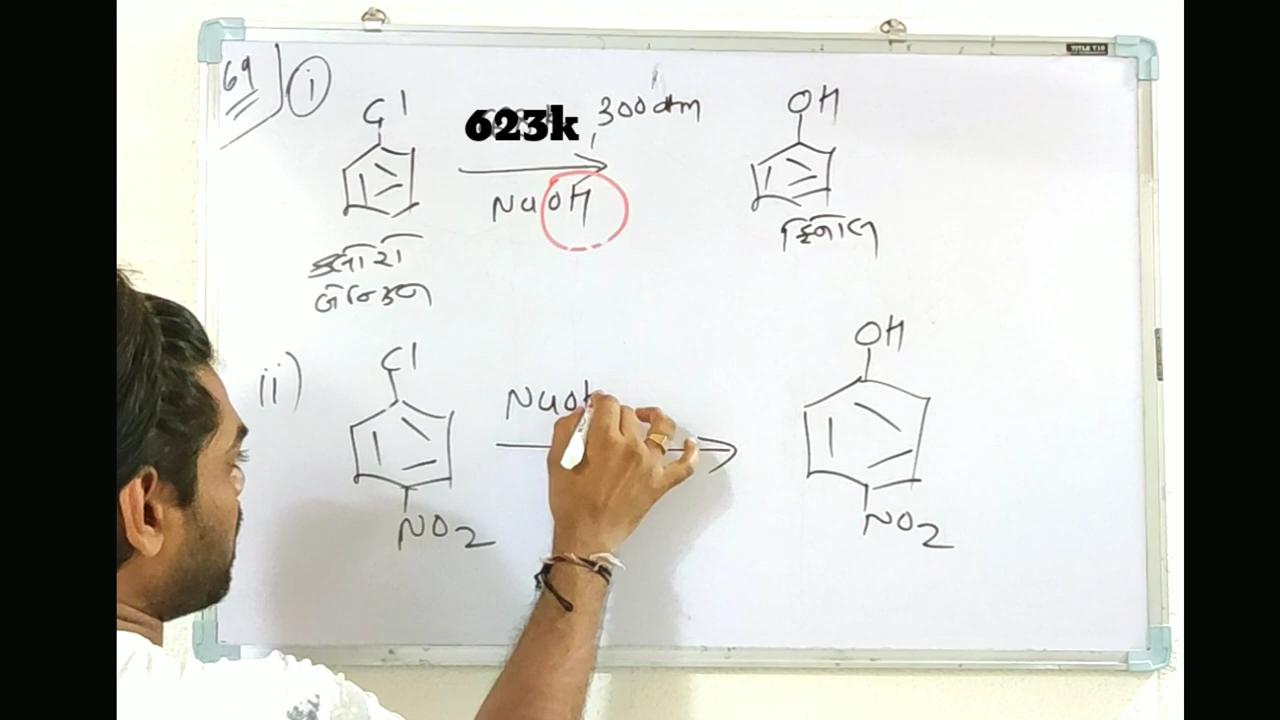 69) i
Cl
623k , 300 atm
OH
NaOH
क्लोरो
बेन्जिन
फिनॉल
ii)
Cl
NaOH
OH
NO2
NO2
TITLE T10